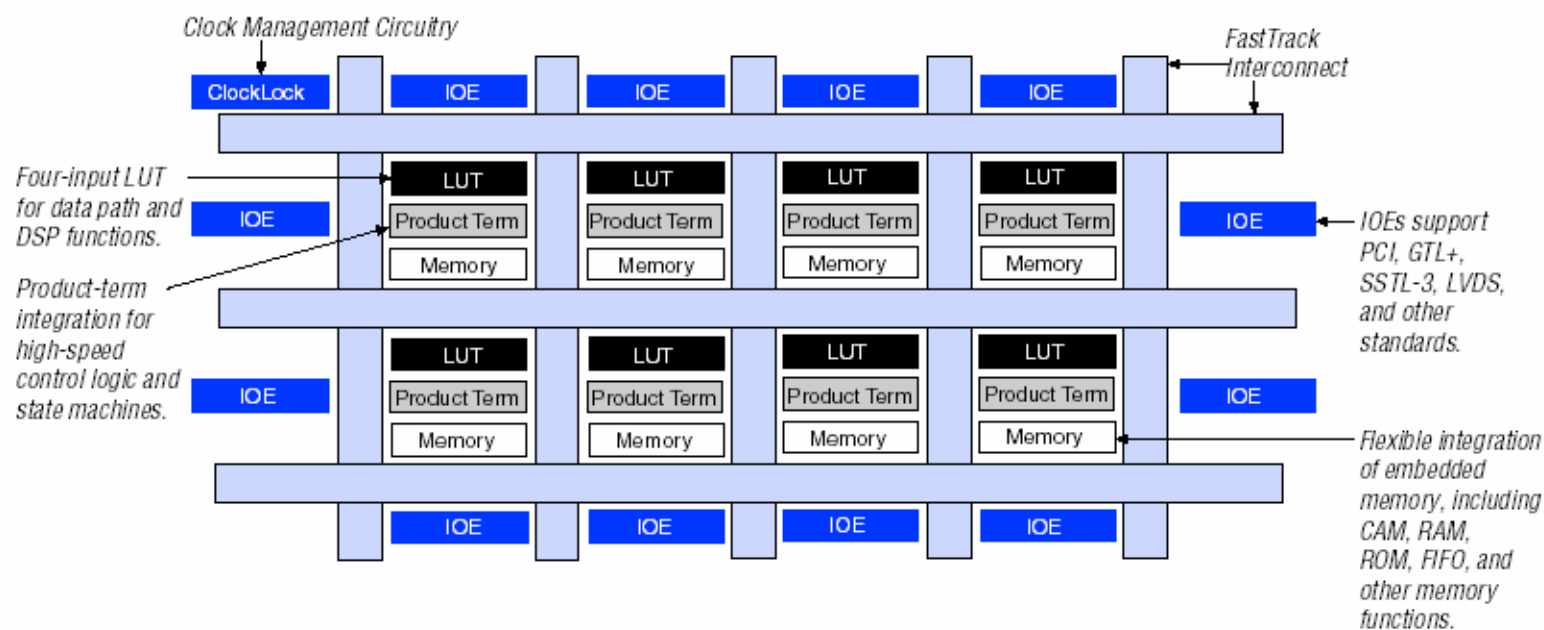 Clock Management Circuitry
FastTrack
Interconnect
ClockLock
IOE
IOE
IOE
IOE
Four-input LUT
for data path and
DSP functions.
LUT
LUT
LUT
LUT
IOE
Product Term
Product Term
Product Term
Product Term
IOE
IOEs support
PCI, GTL+,
SSTL-3, LVDS,
and other
standards.
Memory
Memory
Memory
Memory
Product-term
integration for
high-speed
control logic and
state machines.
LUT
LUT
LUT
LUT
IOE
Product Term
Product Term
Product Term
Product Term
IOE
Memory
Memory
Memory
Memory
Flexible integration
of embedded
memory, including
CAM, RAM,
ROM, FIFO, and
other memory
functions.
IOE
IOE
IOE
IOE